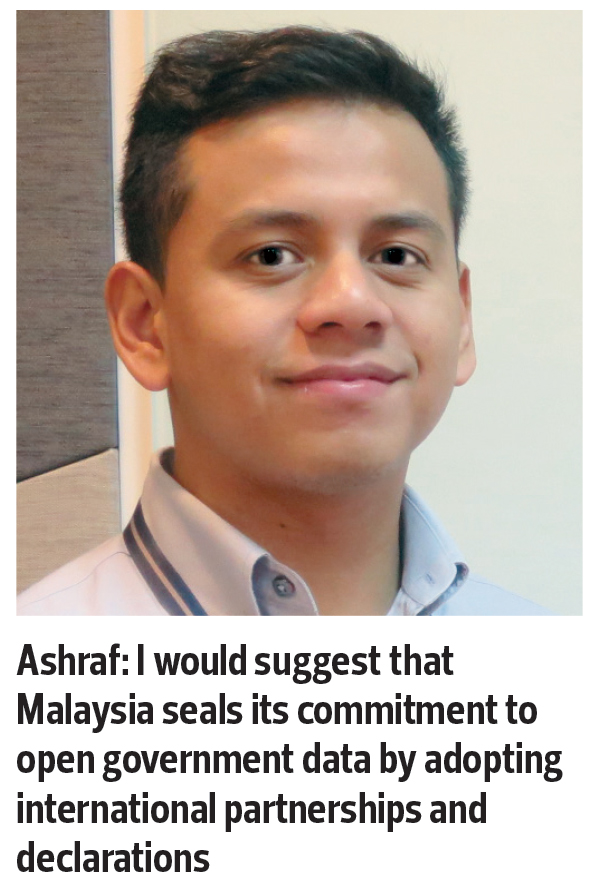 Ashraf: I would suggest that
Malaysia seals its commitment to
open government data by adopting
international partnerships and
declarations